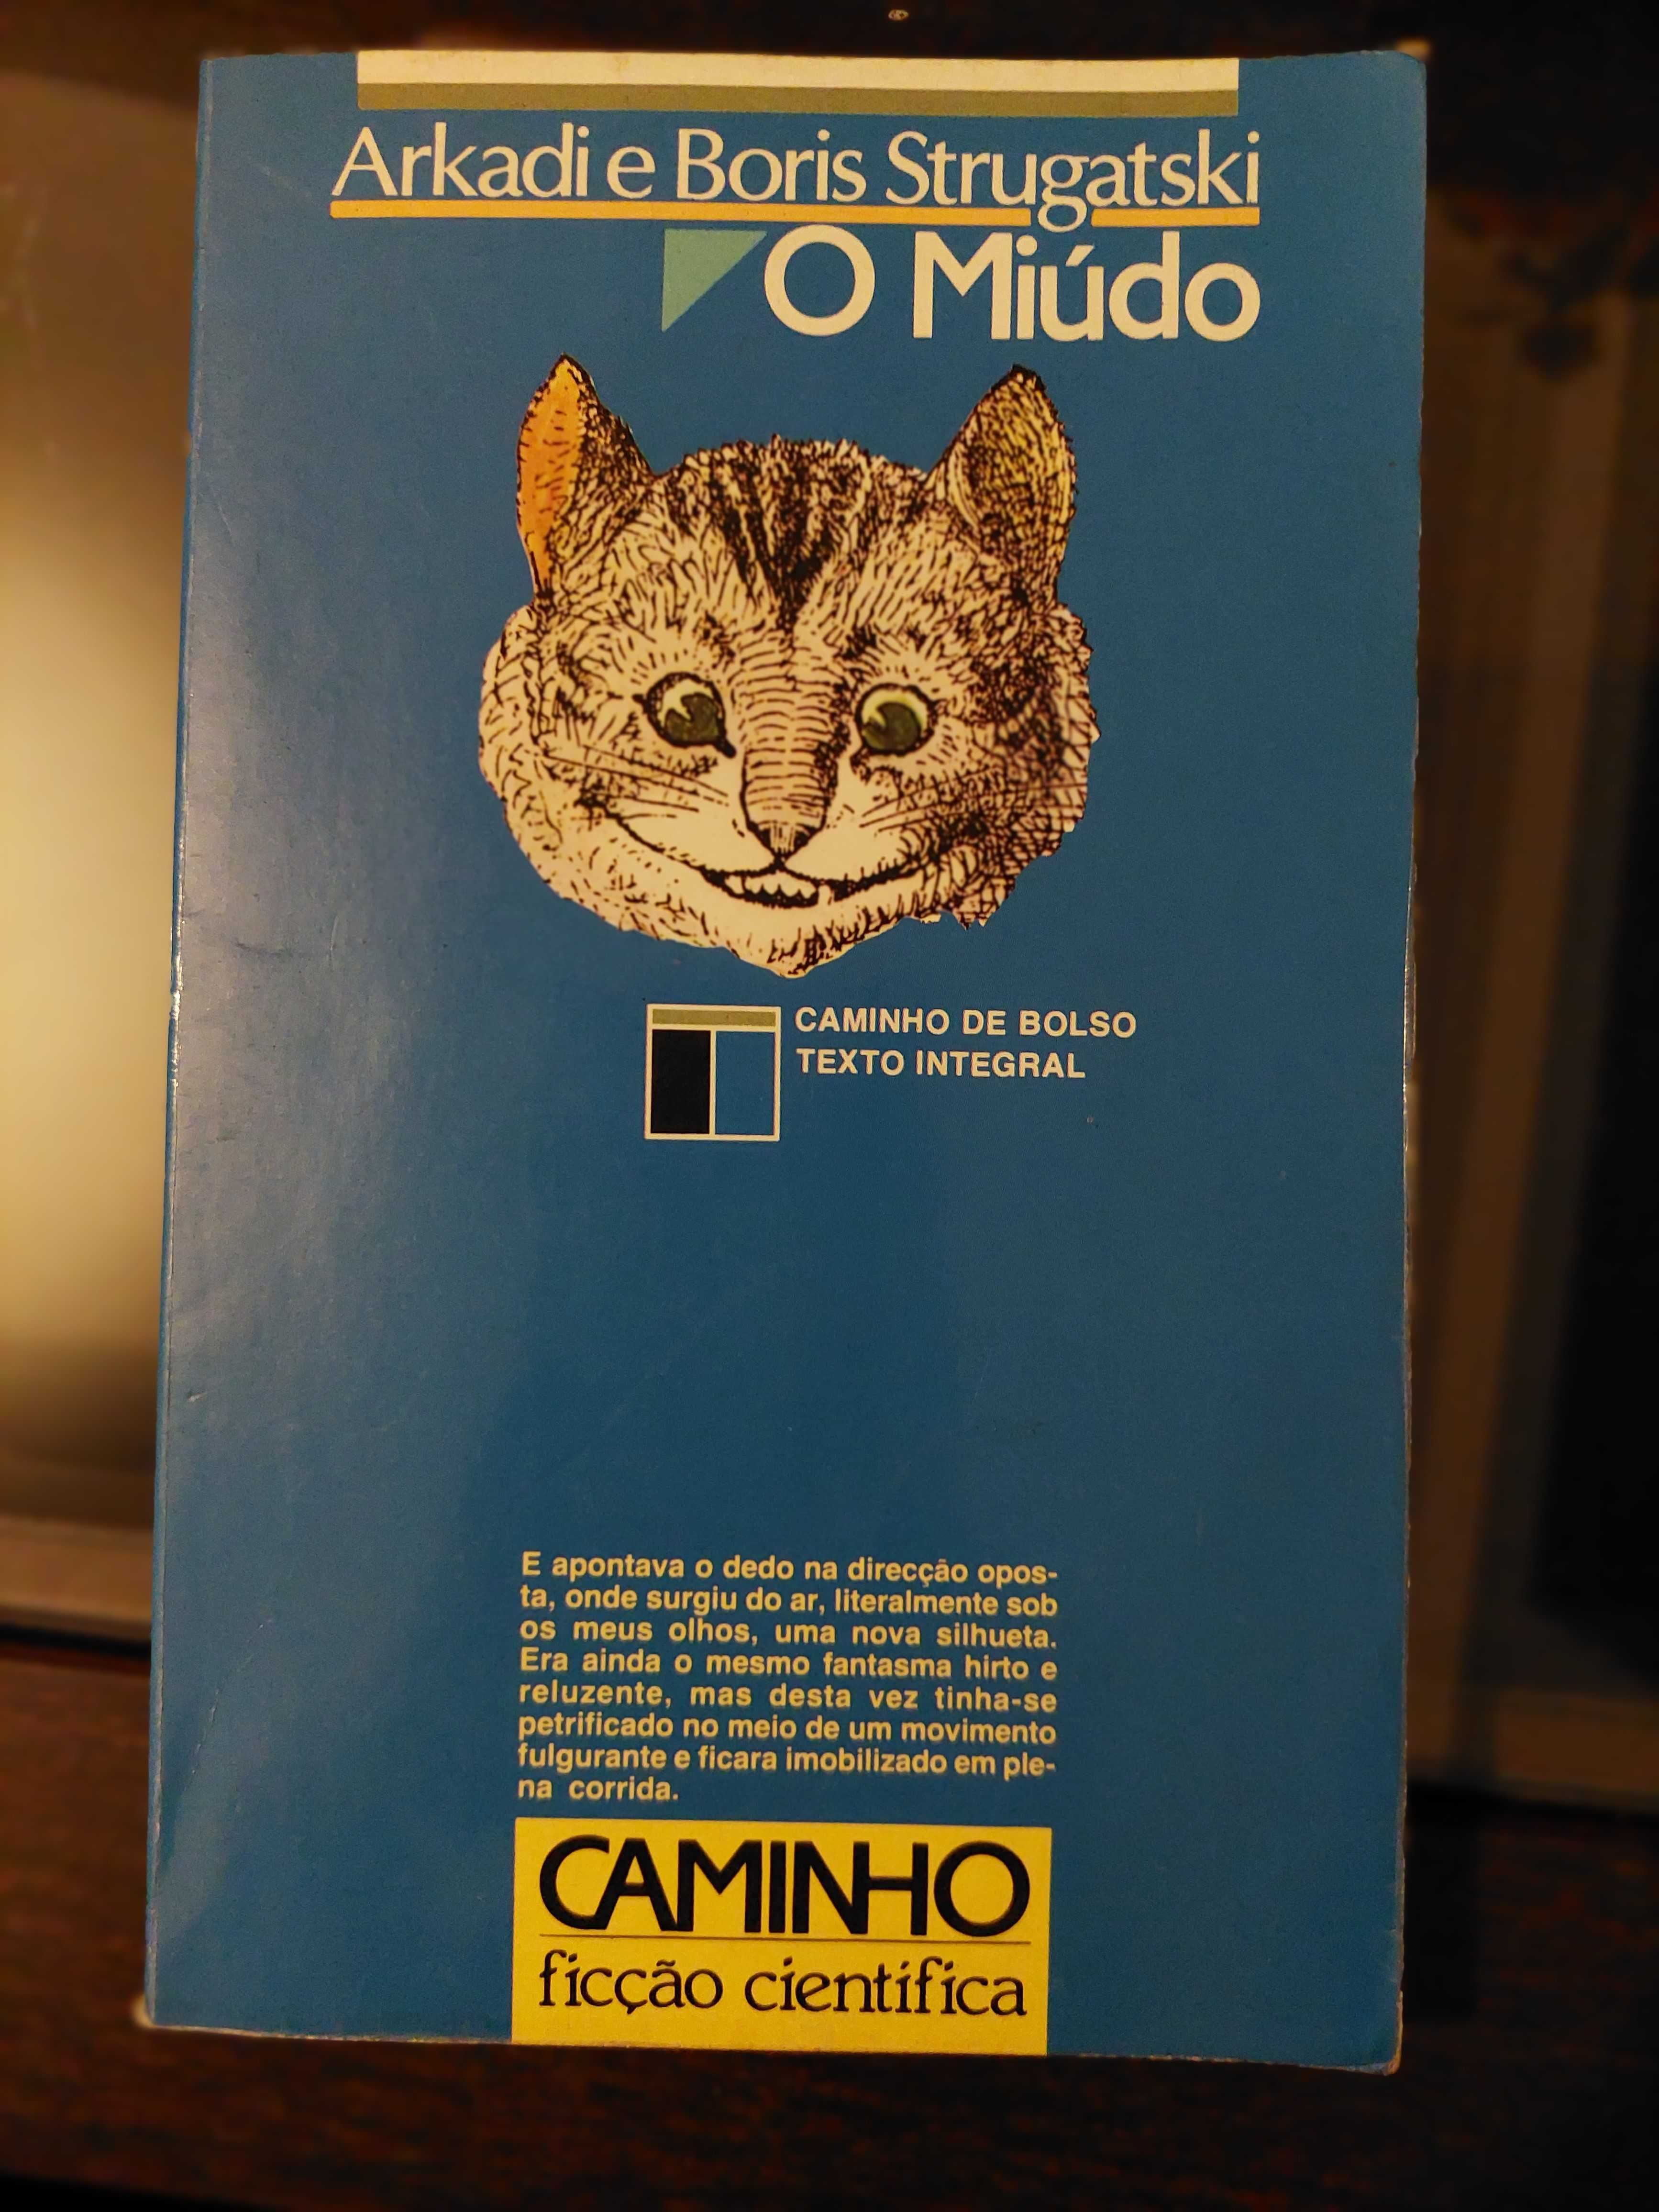 Arkadi e Boris Strugatski
O Miúdo
CAMINHO DE BOLSO
TEXTO INTEGRAL
E apontava o dedo na direcção opos-
ta, onde surgiu do ar, literalmente sob
os meus olhos, uma nova silhueta.
Era ainda o mesmo fantasma hirto e
reluzente, mas desta vez tinha-se
petrificado no meio de um movimento
fulgurante e ficara imobilizado em ple-
na corrida.
CAMINHO
ficção científica